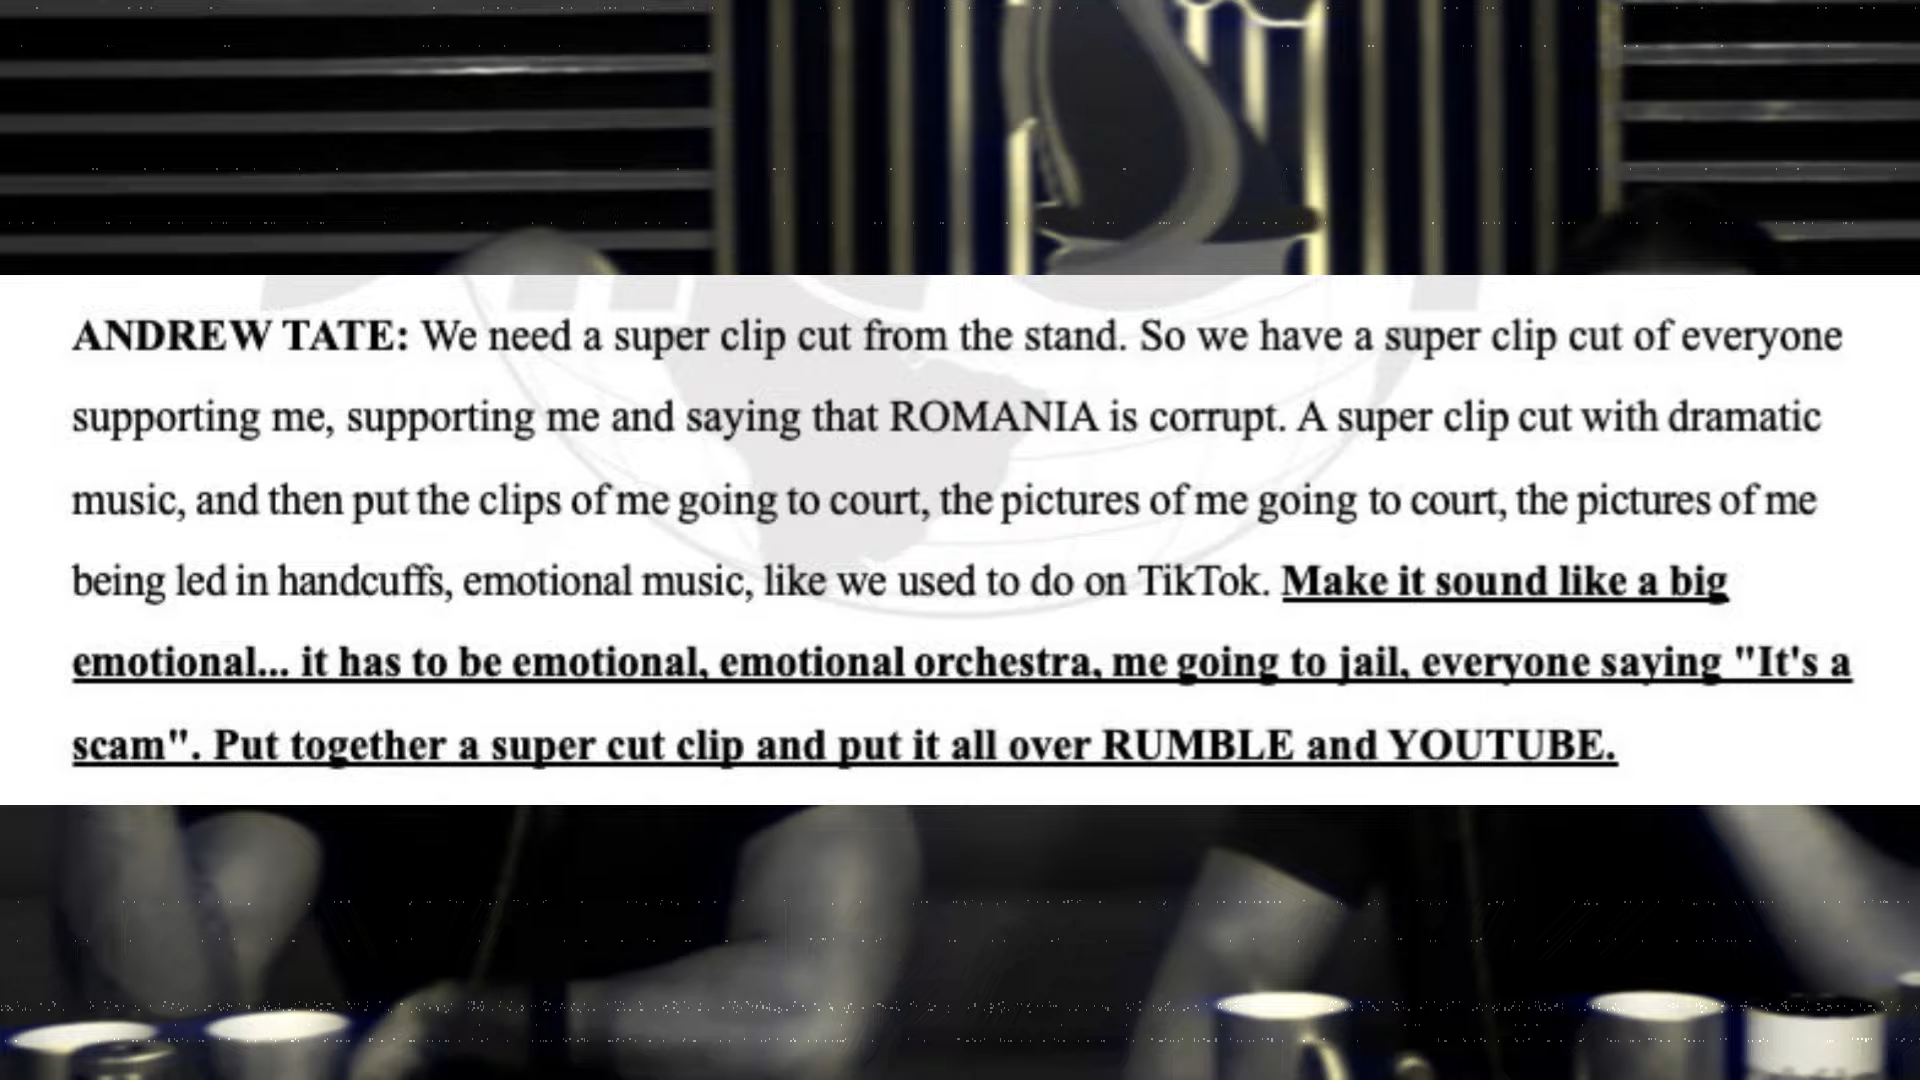 ANDREW TATE: We need a super clip cut from the stand. So we have a super clip cut of everyone
supporting me, supporting me and saying that ROMANIA is corrupt. A super clip cut with dramatic
music, and then put the clips of me going to court, the pictures of me going to court, the pictures of me
being led in handcuffs, emotional music, like we used to do on TikTok. Make it sound like a big
emotional... it has to be emotional, emotional orchestra, me going to jail, everyone saying "It's a
scam". Put together a super cut clip and put it all over RUMBLE and YOUTUBE.